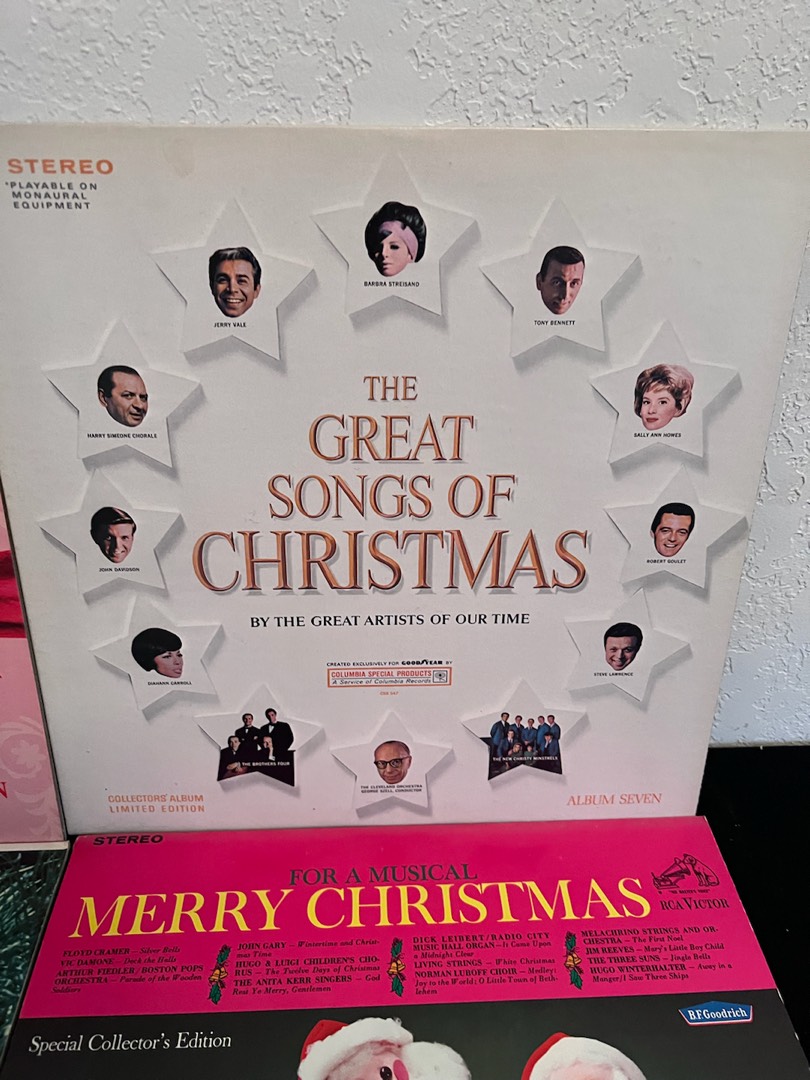 STEREO
*PLAYABLE ON
MONAURAL
EQUIPMENT
BARBRA STREISAND
JERRY VALE
TONY BENNETT
HARRY SIMEONE CHORALE
SALLY ANN HOWES
JOHN DAVIDSON
ROBERT GOULET
DIAHANN CARROLL
STEVE LAWRENCE
THE BROTHERS FOUR
THE CLEVELAND ORCHESTRA
GEORGE SZELL, CONDUCTOR
THE NEW CHRISTY MINSTRELS
THE
GREAT
SONGS OF
CHRISTMAS
BY THE GREAT ARTISTS OF OUR TIME
CREATED EXCLUSIVELY FOR GOODYEAR BY
COLUMBIA SPECIAL PRODUCTS
A Service of Columbia Records
COLLECTORS' ALBUM
LIMITED EDITION
ALBUM SEVEN
N
STEREO
FOR A MUSICAL
MERRY CHRISTMAS
"HIS MASTER'S VOICE"
RCA VICTOR
FLOYD CRAMER – Silver Bells
VIC DAMONE – Deck the Halls
ARTHUR FIEDLER/BOSTON POPS
ORCHESTRA – Parade of the Wooden
Soldiers
JOHN GARY – Wintertime and Christ-
mas Time
HUGO & LUIGI CHILDREN'S CHO-
RUS – The Twelve Days of Christmas
THE ANITA KERR SINGERS – God
Rest Ye Merry, Gentlemen
DICK LEIBERT/RADIO CITY
MUSIC HALL ORGAN – It Came Upon
a Midnight Clear
LIVING STRINGS – White Christmas
NORMAN LUBOFF CHOIR – Medley:
Joy to the World; O Little Town of Beth-
lehem
MELACHRINO STRINGS AND OR-
CHESTRA – The First Noel
JIM REEVES – Mary's Little Boy Child
THE THREE SUNS – Jingle Bells
HUGO WINTERHALTER – Away in a
Manger/I Saw Three Ships
B.F.Goodrich
Special Collector's Edition